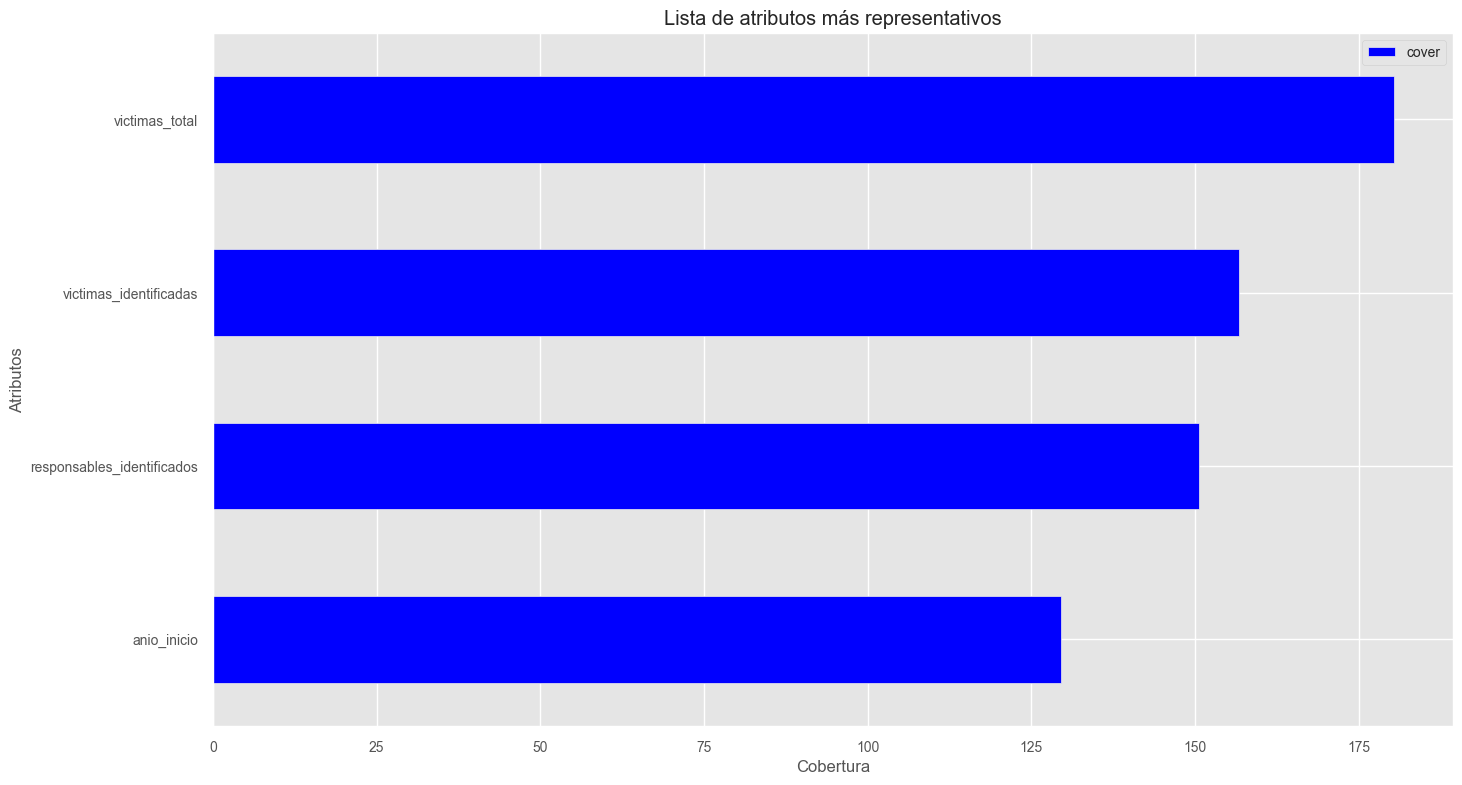 Lista de atributos más representativos
cover
victimas_total
victimas_identificadas
responsables_identificados
anio_inicio
Atributos
0 25 50 75 100 125 150 175
Cobertura